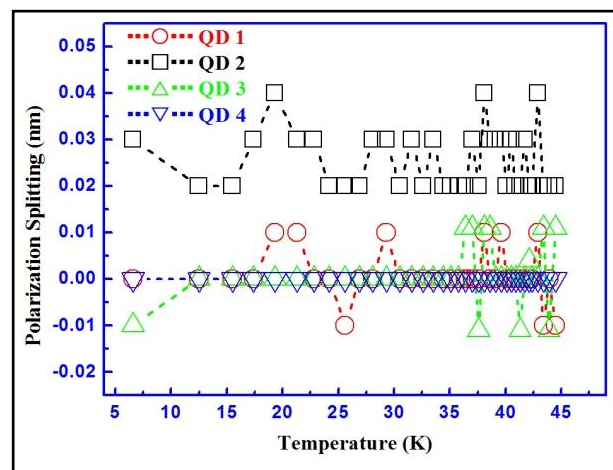 0.05
0.04
0.03
0.02
0.01
0.00
-0.01
-0.02
Polarization Splitting (nm)
QD 1
QD 2
QD 3
QD 4
5 10 15 20 25 30 35 40 45
Temperature (K)